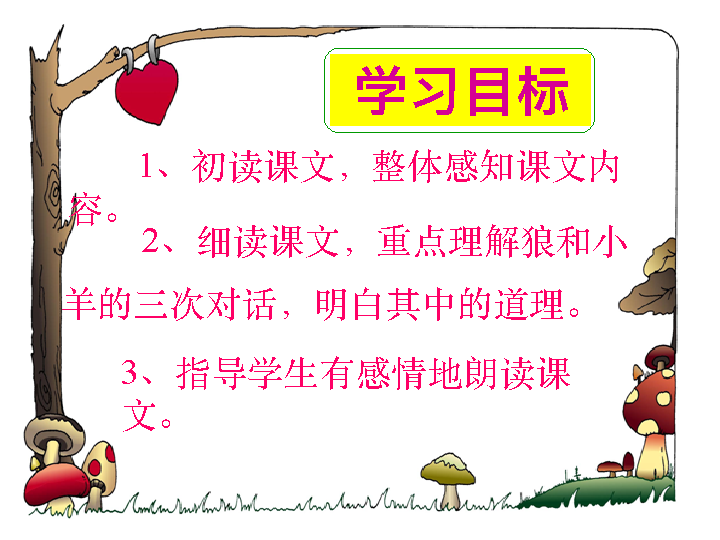 学习目标
1、初读课文，整体感知课文内
容。
2、细读课文，重点理解狼和小
羊的三次对话，明白其中的道理。
3、指导学生有感情地朗读课
文。